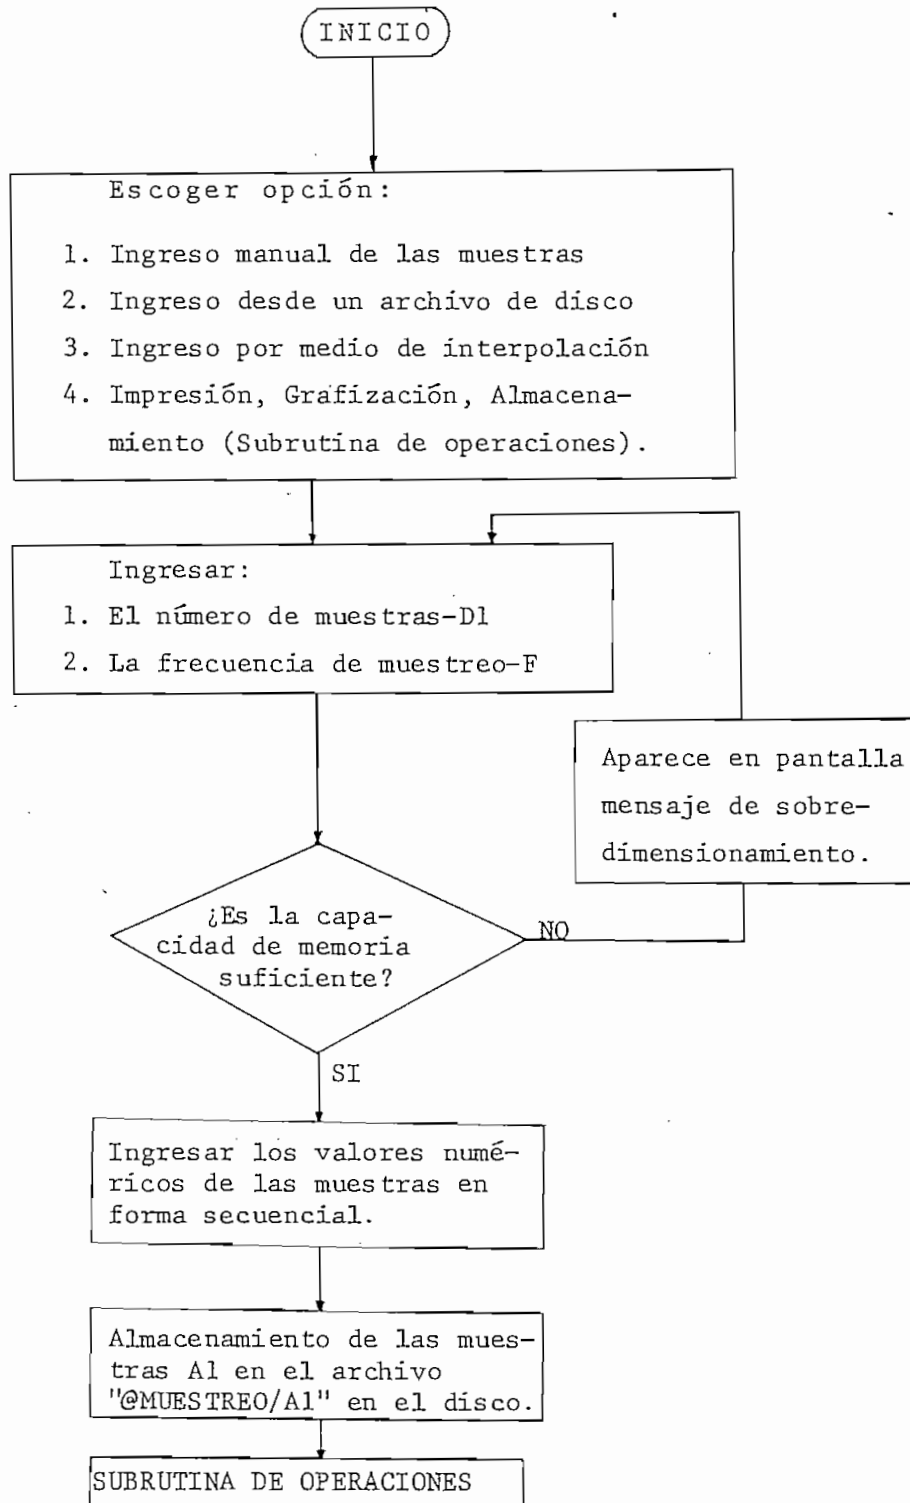 INICIO
Escoger opción:
1. Ingreso manual de las muestras
2. Ingreso desde un archivo de disco
3. Ingreso por medio de interpolación
4. Impresión, Grafización, Almacena-
miento (Subrutina de operaciones).
Ingresar:
1. El número de muestras-D1
2. La frecuencia de muestreo-F
Aparece en pantalla
mensaje de sobre-
dimensionamiento.
¿Es la capa-
cidad de memoria
suficiente?
NO
SI
Ingresar los valores numé-
ricos de las muestras en
forma secuencial.
Almacenamiento de las mues-
tras A1 en el archivo
"@MUESTREO/A1" en el disco.
SUBRUTINA DE OPERACIONES